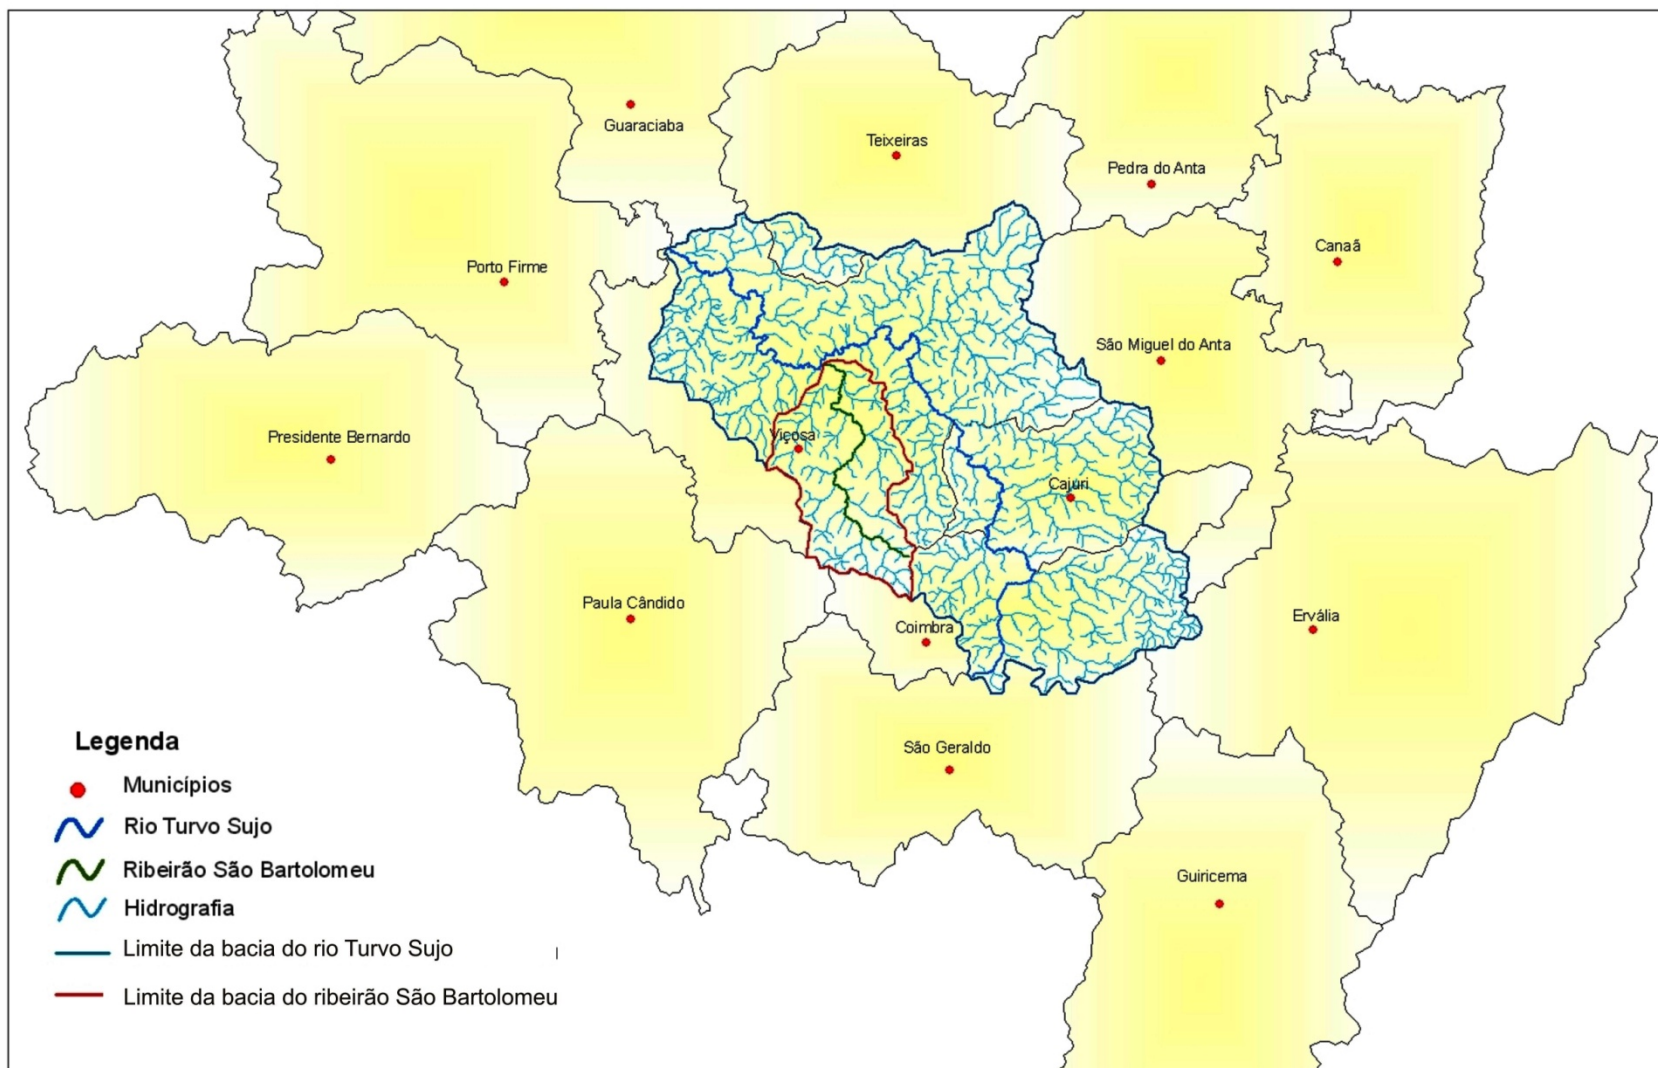 Guaraciaba
Teixeiras
Pedra do Anta
Canaã
Porto Firme
São Miguel do Anta
Presidente Bernardo
Viçosa
Cajuri
Paula Cândido
Coimbra
Ervália
São Geraldo
Guiricema
Legenda
Municípios
Rio Turvo Sujo
Ribeirão São Bartolomeu
Hidrografia
Limite da bacia do rio Turvo Sujo
Limite da bacia do ribeirão São Bartolomeu